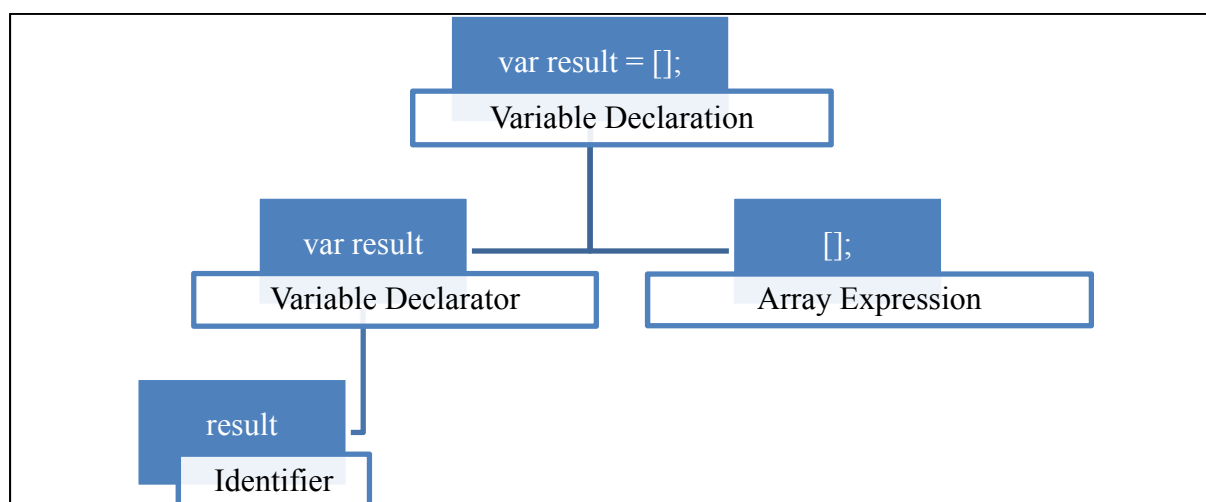 var result = [];
Variable Declaration
var result
Variable Declarator
[];
Array Expression
result
Identifier